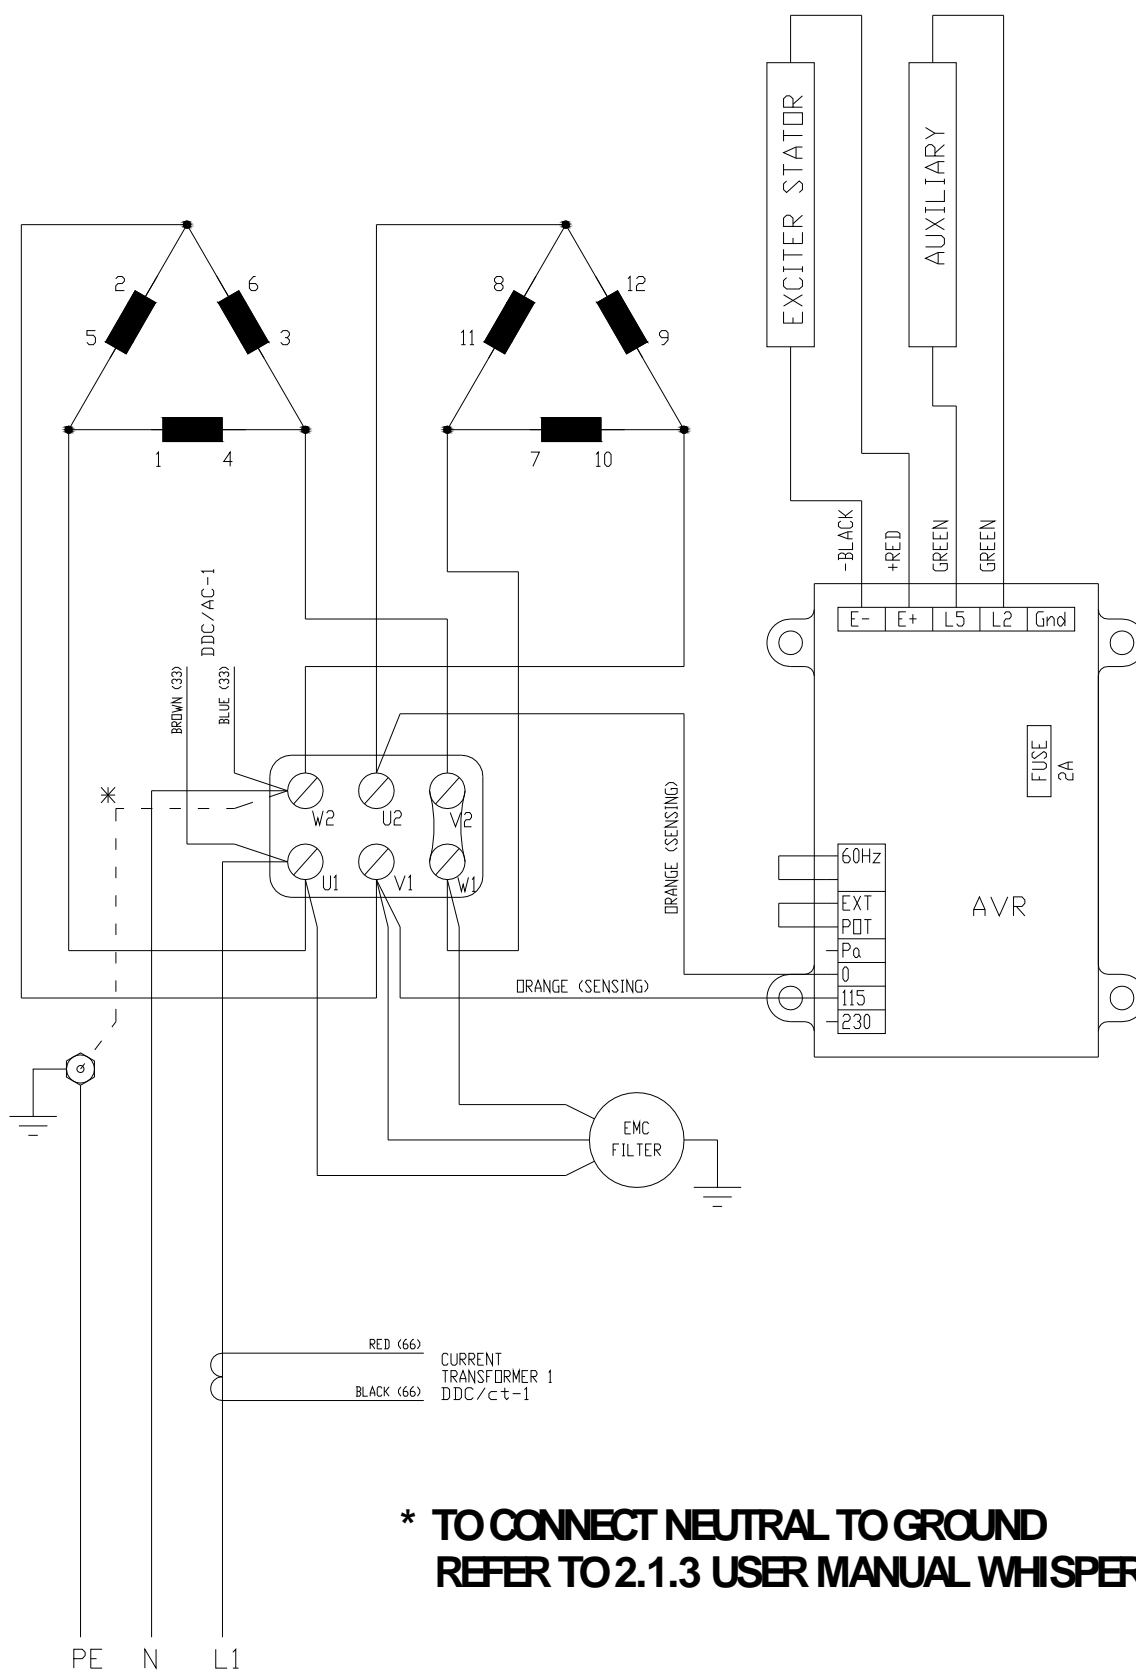 EXCITER STATOR
AUXILIARY
2
6
5
3
1
4
8
12
11
9
7
10
DDC/AC-1
BROWN (33)
BLUE (33)
-BLACK
+RED
GREEN
GREEN
E-
E+
L5
L2
Gnd
FUSE
2A
*
W2
U2
V2
U1
V1
W1
ORANGE (SENSING)
ORANGE (SENSING)
60Hz
EXT
POT
Pa
0
115
230
AVR
EMC
FILTER
RED (66)
BLACK (66)
CURRENT
TRANSFORMER 1
DDC/ct-1
* TO CONNECT NEUTRAL TO GROUND
REFER TO 2.1.3 USER MANUAL WHISPER
PE
N
L1